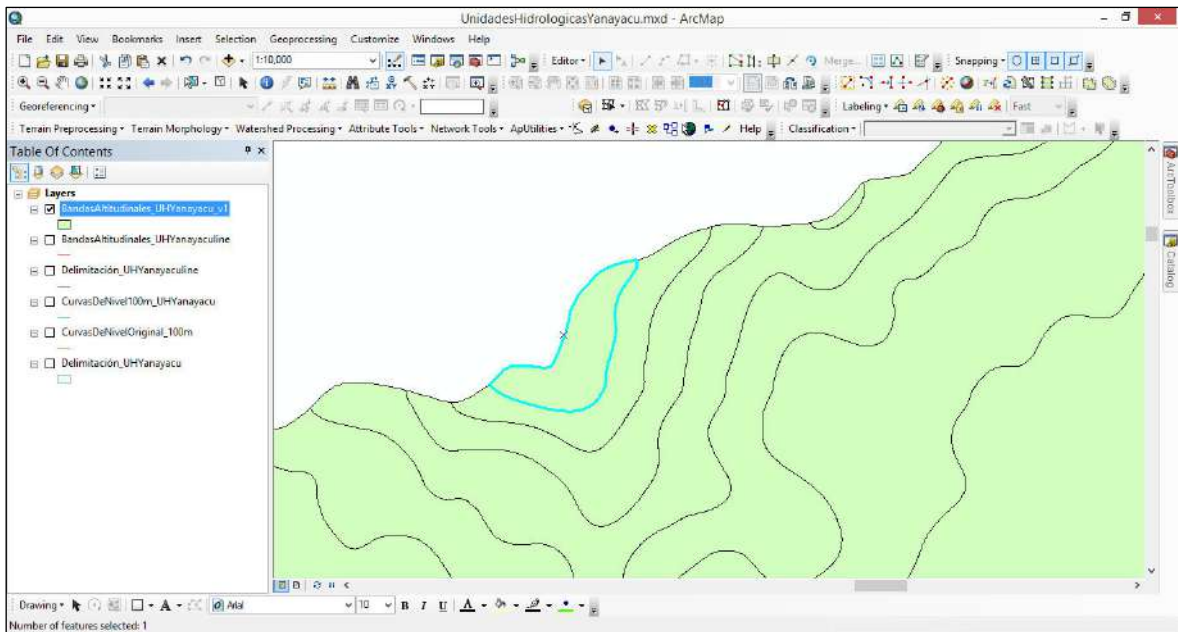 UnidadesHidrologicasYanayacu.mxd - ArcMap
File Edit View Bookmarks Insert Selection Geoprocessing Customize Windows Help
1:10,000 Editor Merge... Snapping
Georeferencing Labeling Fast
Terrain Preprocessing Terrain Morphology Watershed Processing Attribute Tools Network Tools ApUtilities Help Classification
Table Of Contents
Layers
BandasAltitudinales_UHYanayacu_v1
BandasAltitudinales_UHYanayaculine
Delimitación_UHYanayaculine
CurvasDeNivel100m_UHYanayacu
CurvasDeNivelOriginal_100m
Delimitación_UHYanayacu
ArcToolbox
Catalog
Drawing A Arial 10 B I U A
Number of features selected: 1